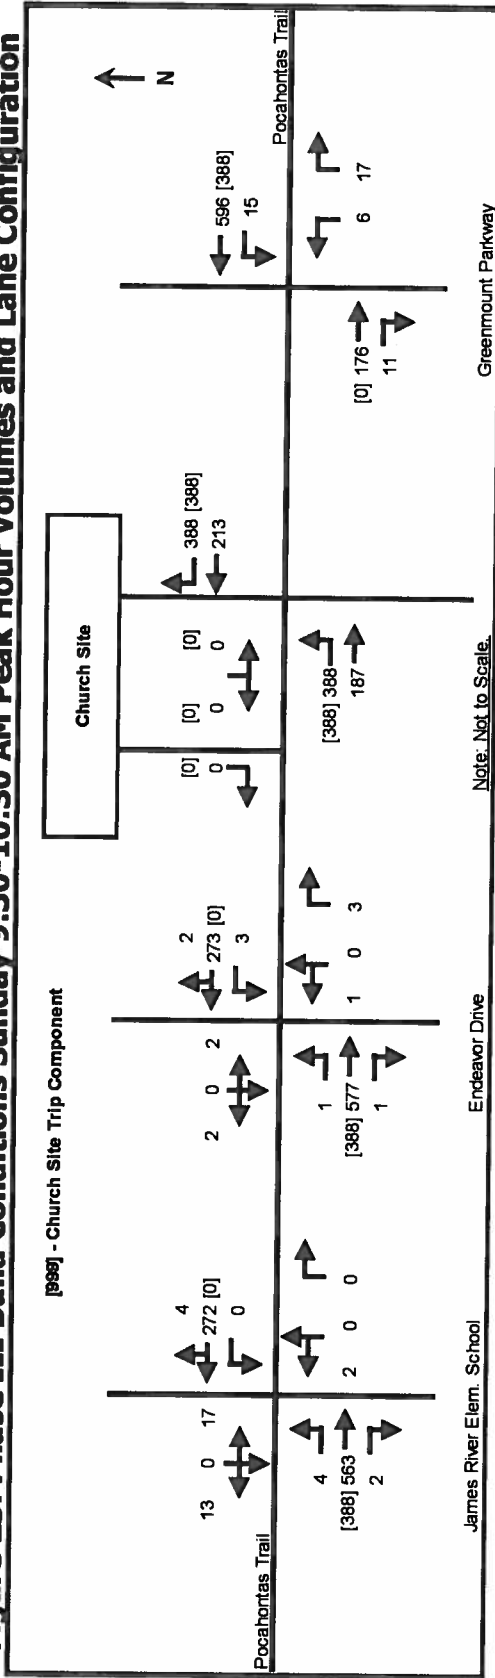 Phase III Build Conditions Sunday 9:30-10:30 AM Peak Hour Volumes and Lane Configuration
N
[999] - Church Site Trip Component
Church Site
Pocahontas Trail
13 0 17
4
272 [0]
0
4
[388] 563
2
2 0 0
James River Elem. School
2 0 2
2
273 [0]
3
1
[388] 577
1
1 0 3
Endeavor Drive
[0]
0
[0] [0]
0 0
388 [388]
213
[388] 388
187
596 [388]
15
[0] 176
11
6 17
Greenmount Parkway
Pocahontas Trail
Note: Not to Scale.